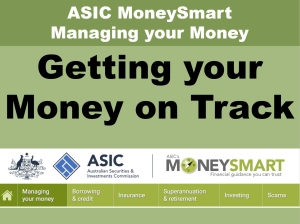 ASIC MoneySmart
Managing your Money
Getting your
Money on Track
ASIC
Australian Securities &
Investments Commission
ASIC's
MONEYSMART
Financial guidance you can trust
Managing
your money
Borrowing
& credit
Insurance
Superannuation
& retirement
Investing
Scams